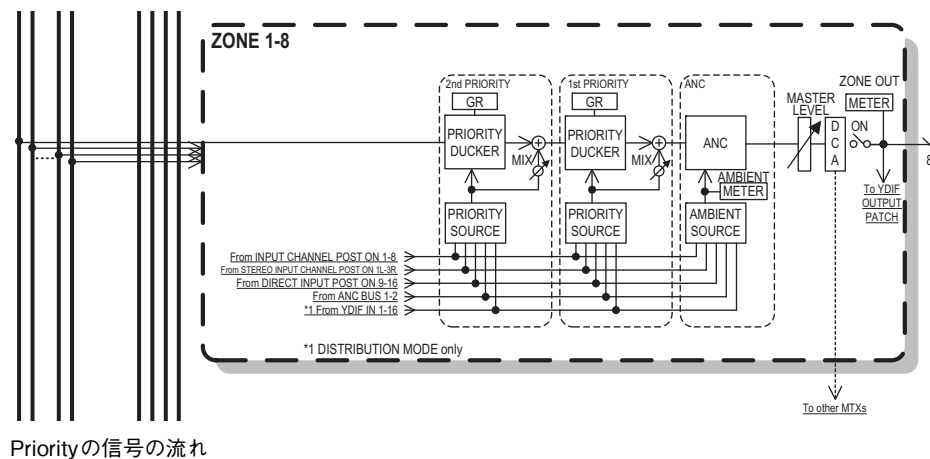 ZONE 1-8
2nd PRIORITY
GR
PRIORITY
DUCKER
MIX
PRIORITY
SOURCE
1st PRIORITY
GR
PRIORITY
DUCKER
MIX
PRIORITY
SOURCE
ANC
ANC
AMBIENT
METER
AMBIENT
SOURCE
MASTER
LEVEL
D
C
A
ON
ZONE OUT
METER
8
To YDIF
OUTPUT
PATCH
From INPUT CHANNEL POST ON 1-8
From STEREO INPUT CHANNEL POST ON 1L-3R
From DIRECT INPUT POST ON 9-16
From ANC BUS 1-2
*1 From YDIF IN 1-16
*1 DISTRIBUTION MODE only
To other MTXs
Priorityの信号の流れ